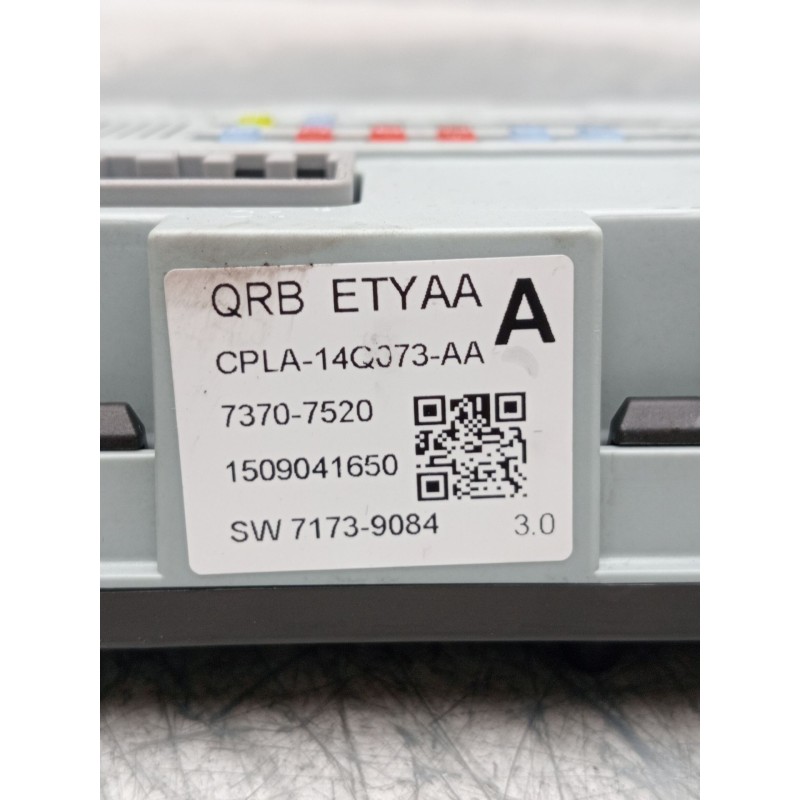 QRB ETYAA A
CPLA-14Q073-AA
7370-7520
1509041650
SW 7173-9084 3.0